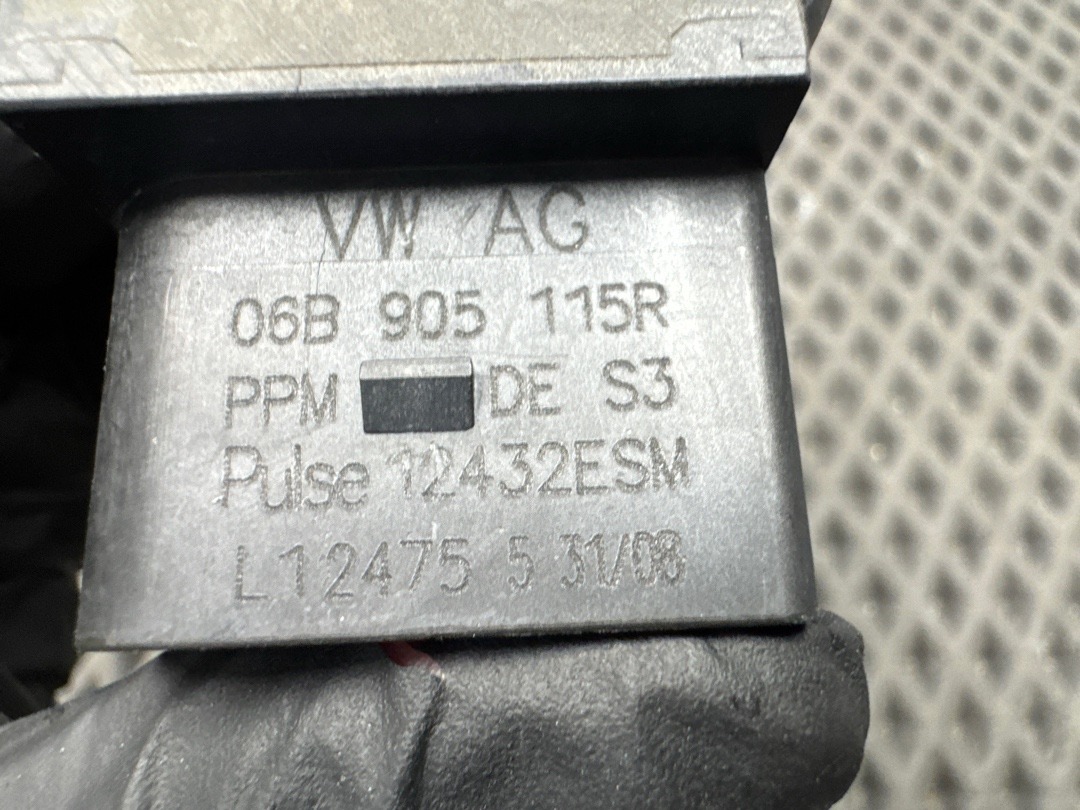 VW AG
06B 905 115R
PPM DE S3
Pulse 12432ESM
L12475 5 31/08